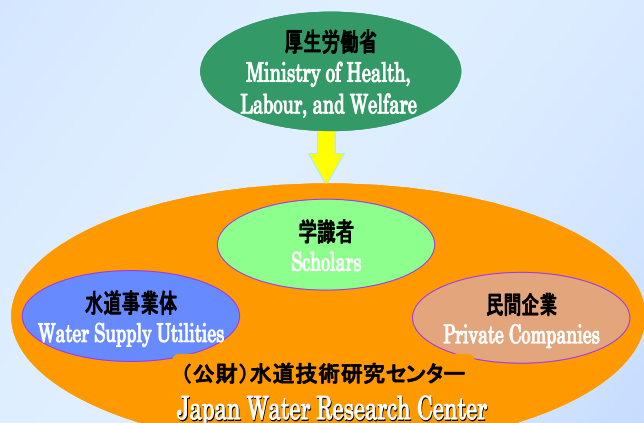 厚生労働省
Ministry of Health,
Labour, and Welfare
学識者
Scholars
水道事業体
Water Supply Utilities
民間企業
Private Companies
（公財）水道技術研究センター
Japan Water Research Center